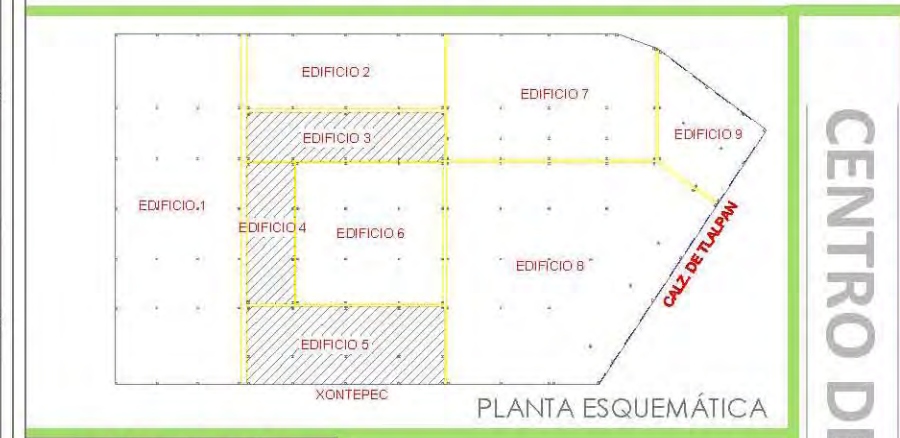 EDIFICIO 2
EDIFICIO 7
EDIFICIO 3
EDIFICIO 9
EDIFICIO 1
EDIFICIO 4
EDIFICIO 6
EDIFICIO 8
CALZ. DE TLALPAN
EDIFICIO 5
XONTEPEC
PLANTA ESQUEMÁTICA
CENTRO DE